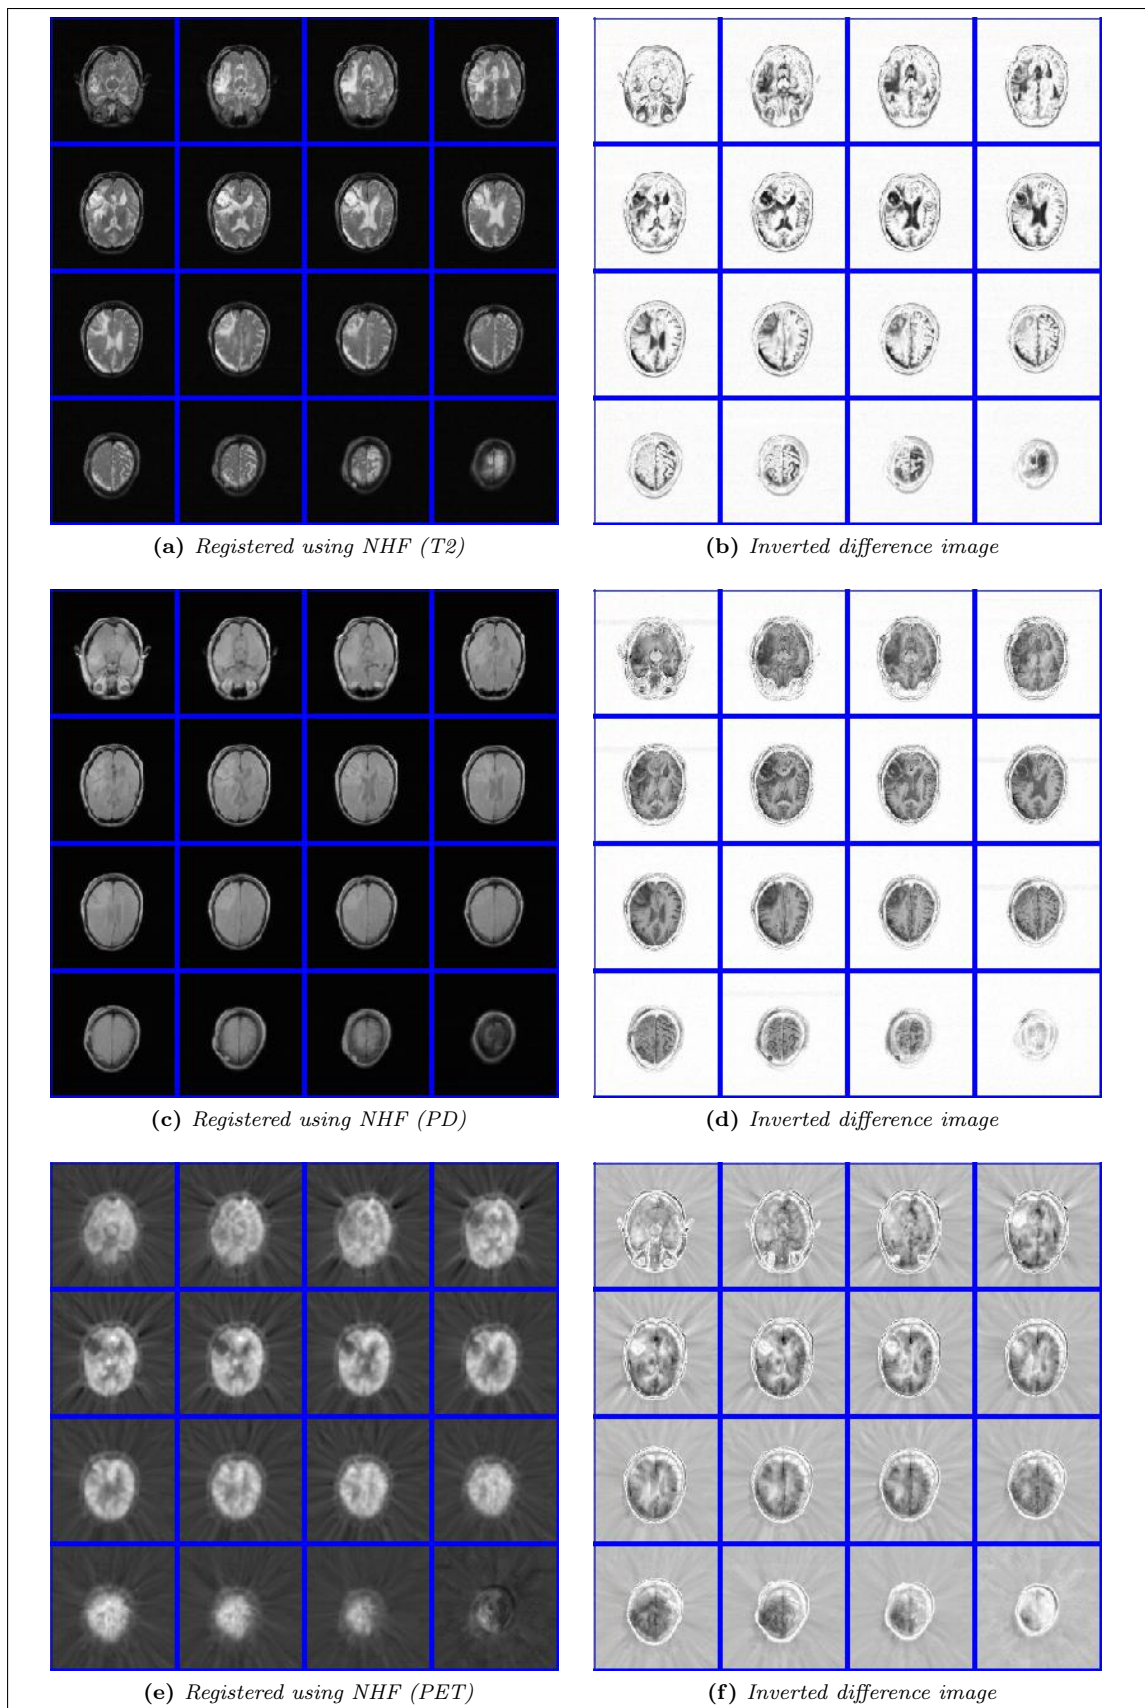 (a) Registered using NHF (T2)
(b) Inverted difference image
(c) Registered using NHF (PD)
(d) Inverted difference image
(e) Registered using NHF (PET)
(f) Inverted difference image